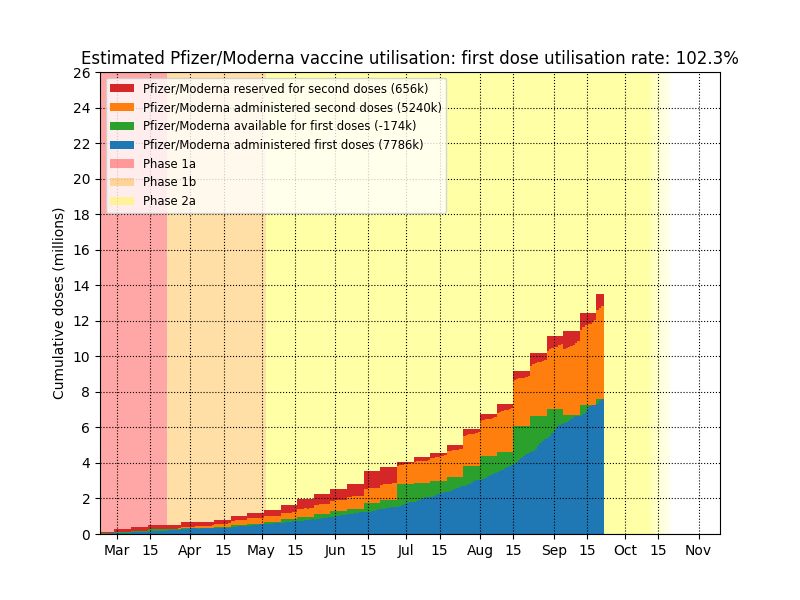 Estimated Pfizer/Moderna vaccine utilisation: first dose utilisation rate: 102.3%
Cumulative doses (millions)
26
24
22
20
18
16
14
12
10
8
6
4
2
0
Pfizer/Moderna reserved for second doses (656k)
Pfizer/Moderna administered second doses (5240k)
Pfizer/Moderna available for first doses (-174k)
Pfizer/Moderna administered first doses (7786k)
Phase 1a
Phase 1b
Phase 2a
Mar 15 Apr 15 May 15 Jun 15 Jul 15 Aug 15 Sep 15 Oct 15 Nov